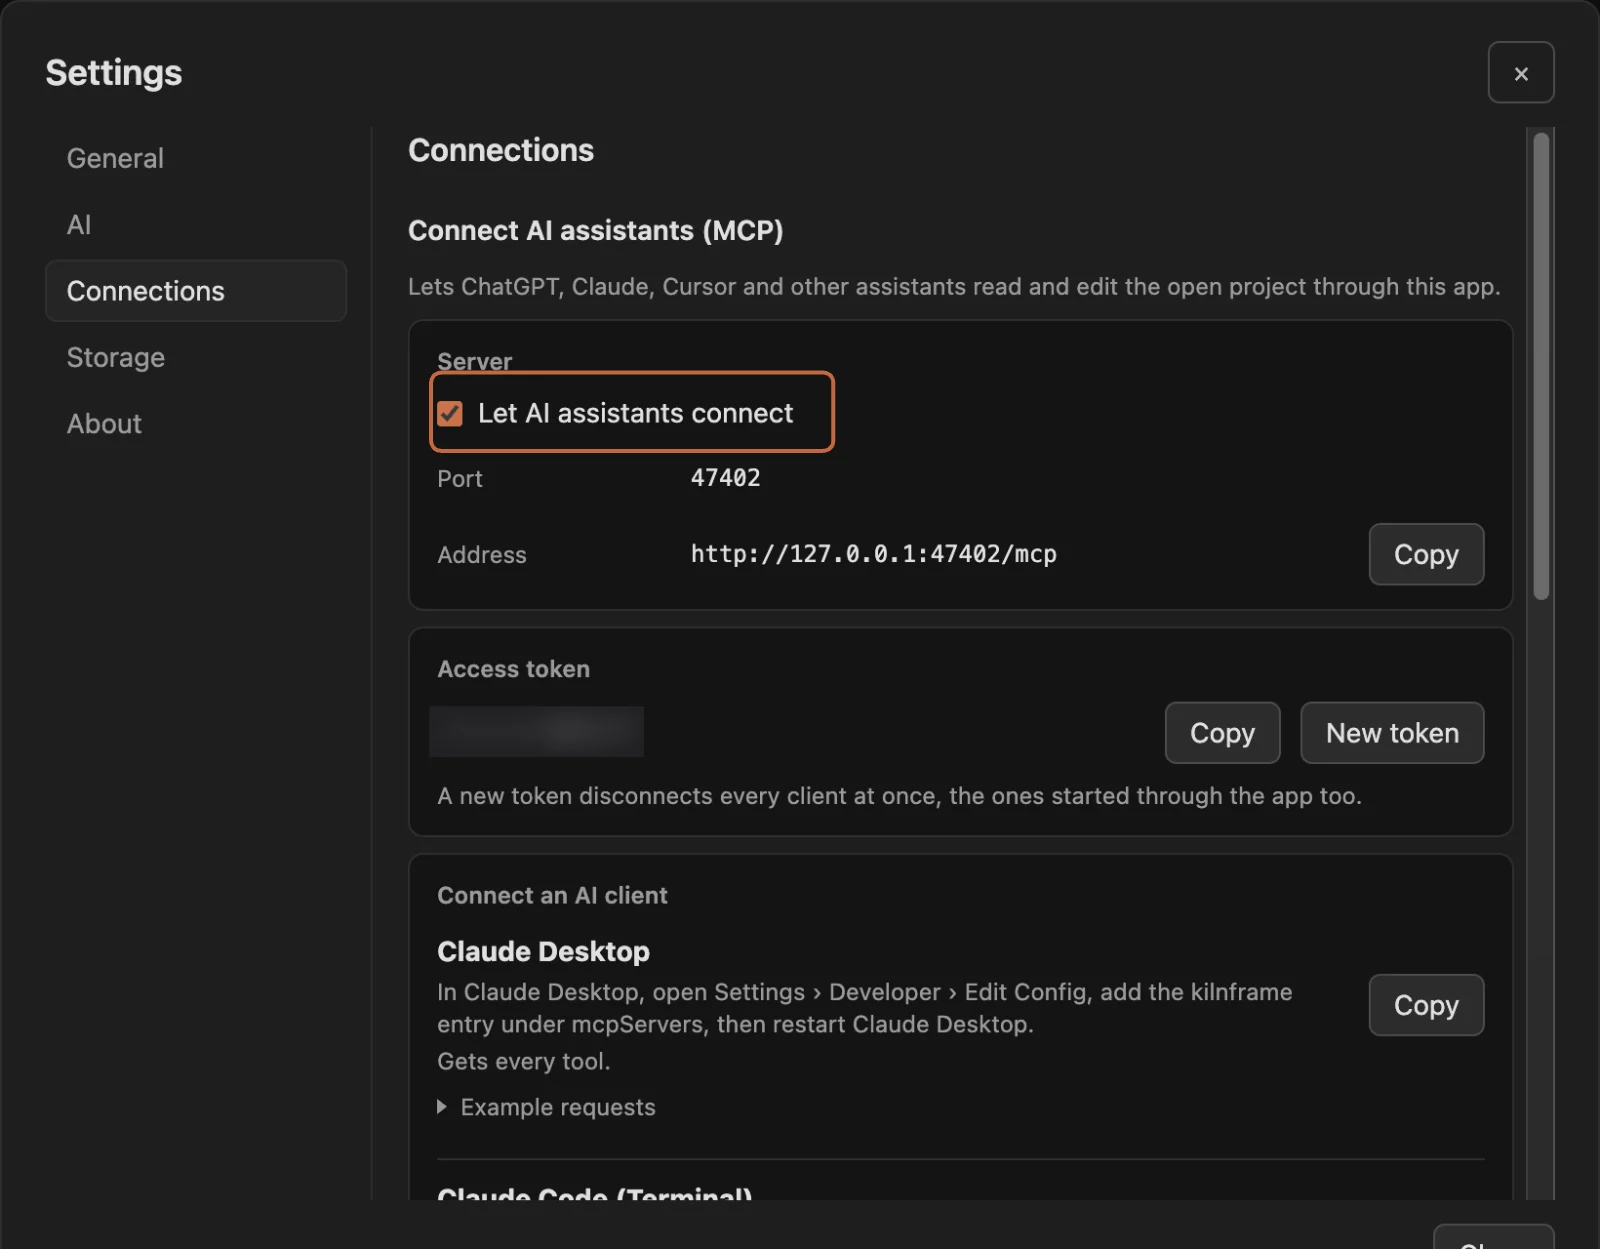 Settings
×
General
AI
Connections
Storage
About
Connections
Connect AI assistants (MCP)
Lets ChatGPT, Claude, Cursor and other assistants read and edit the open project through this app.
Server
Let AI assistants connect
Port 47402
Address http://127.0.0.1:47402/mcp Copy
Access token
Copy New token
A new token disconnects every client at once, the ones started through the app too.
Connect an AI client
Claude Desktop
In Claude Desktop, open Settings › Developer › Edit Config, add the kilnframe
entry under mcpServers, then restart Claude Desktop.
Copy
Gets every tool.
Example requests
Claude Code (Terminal)